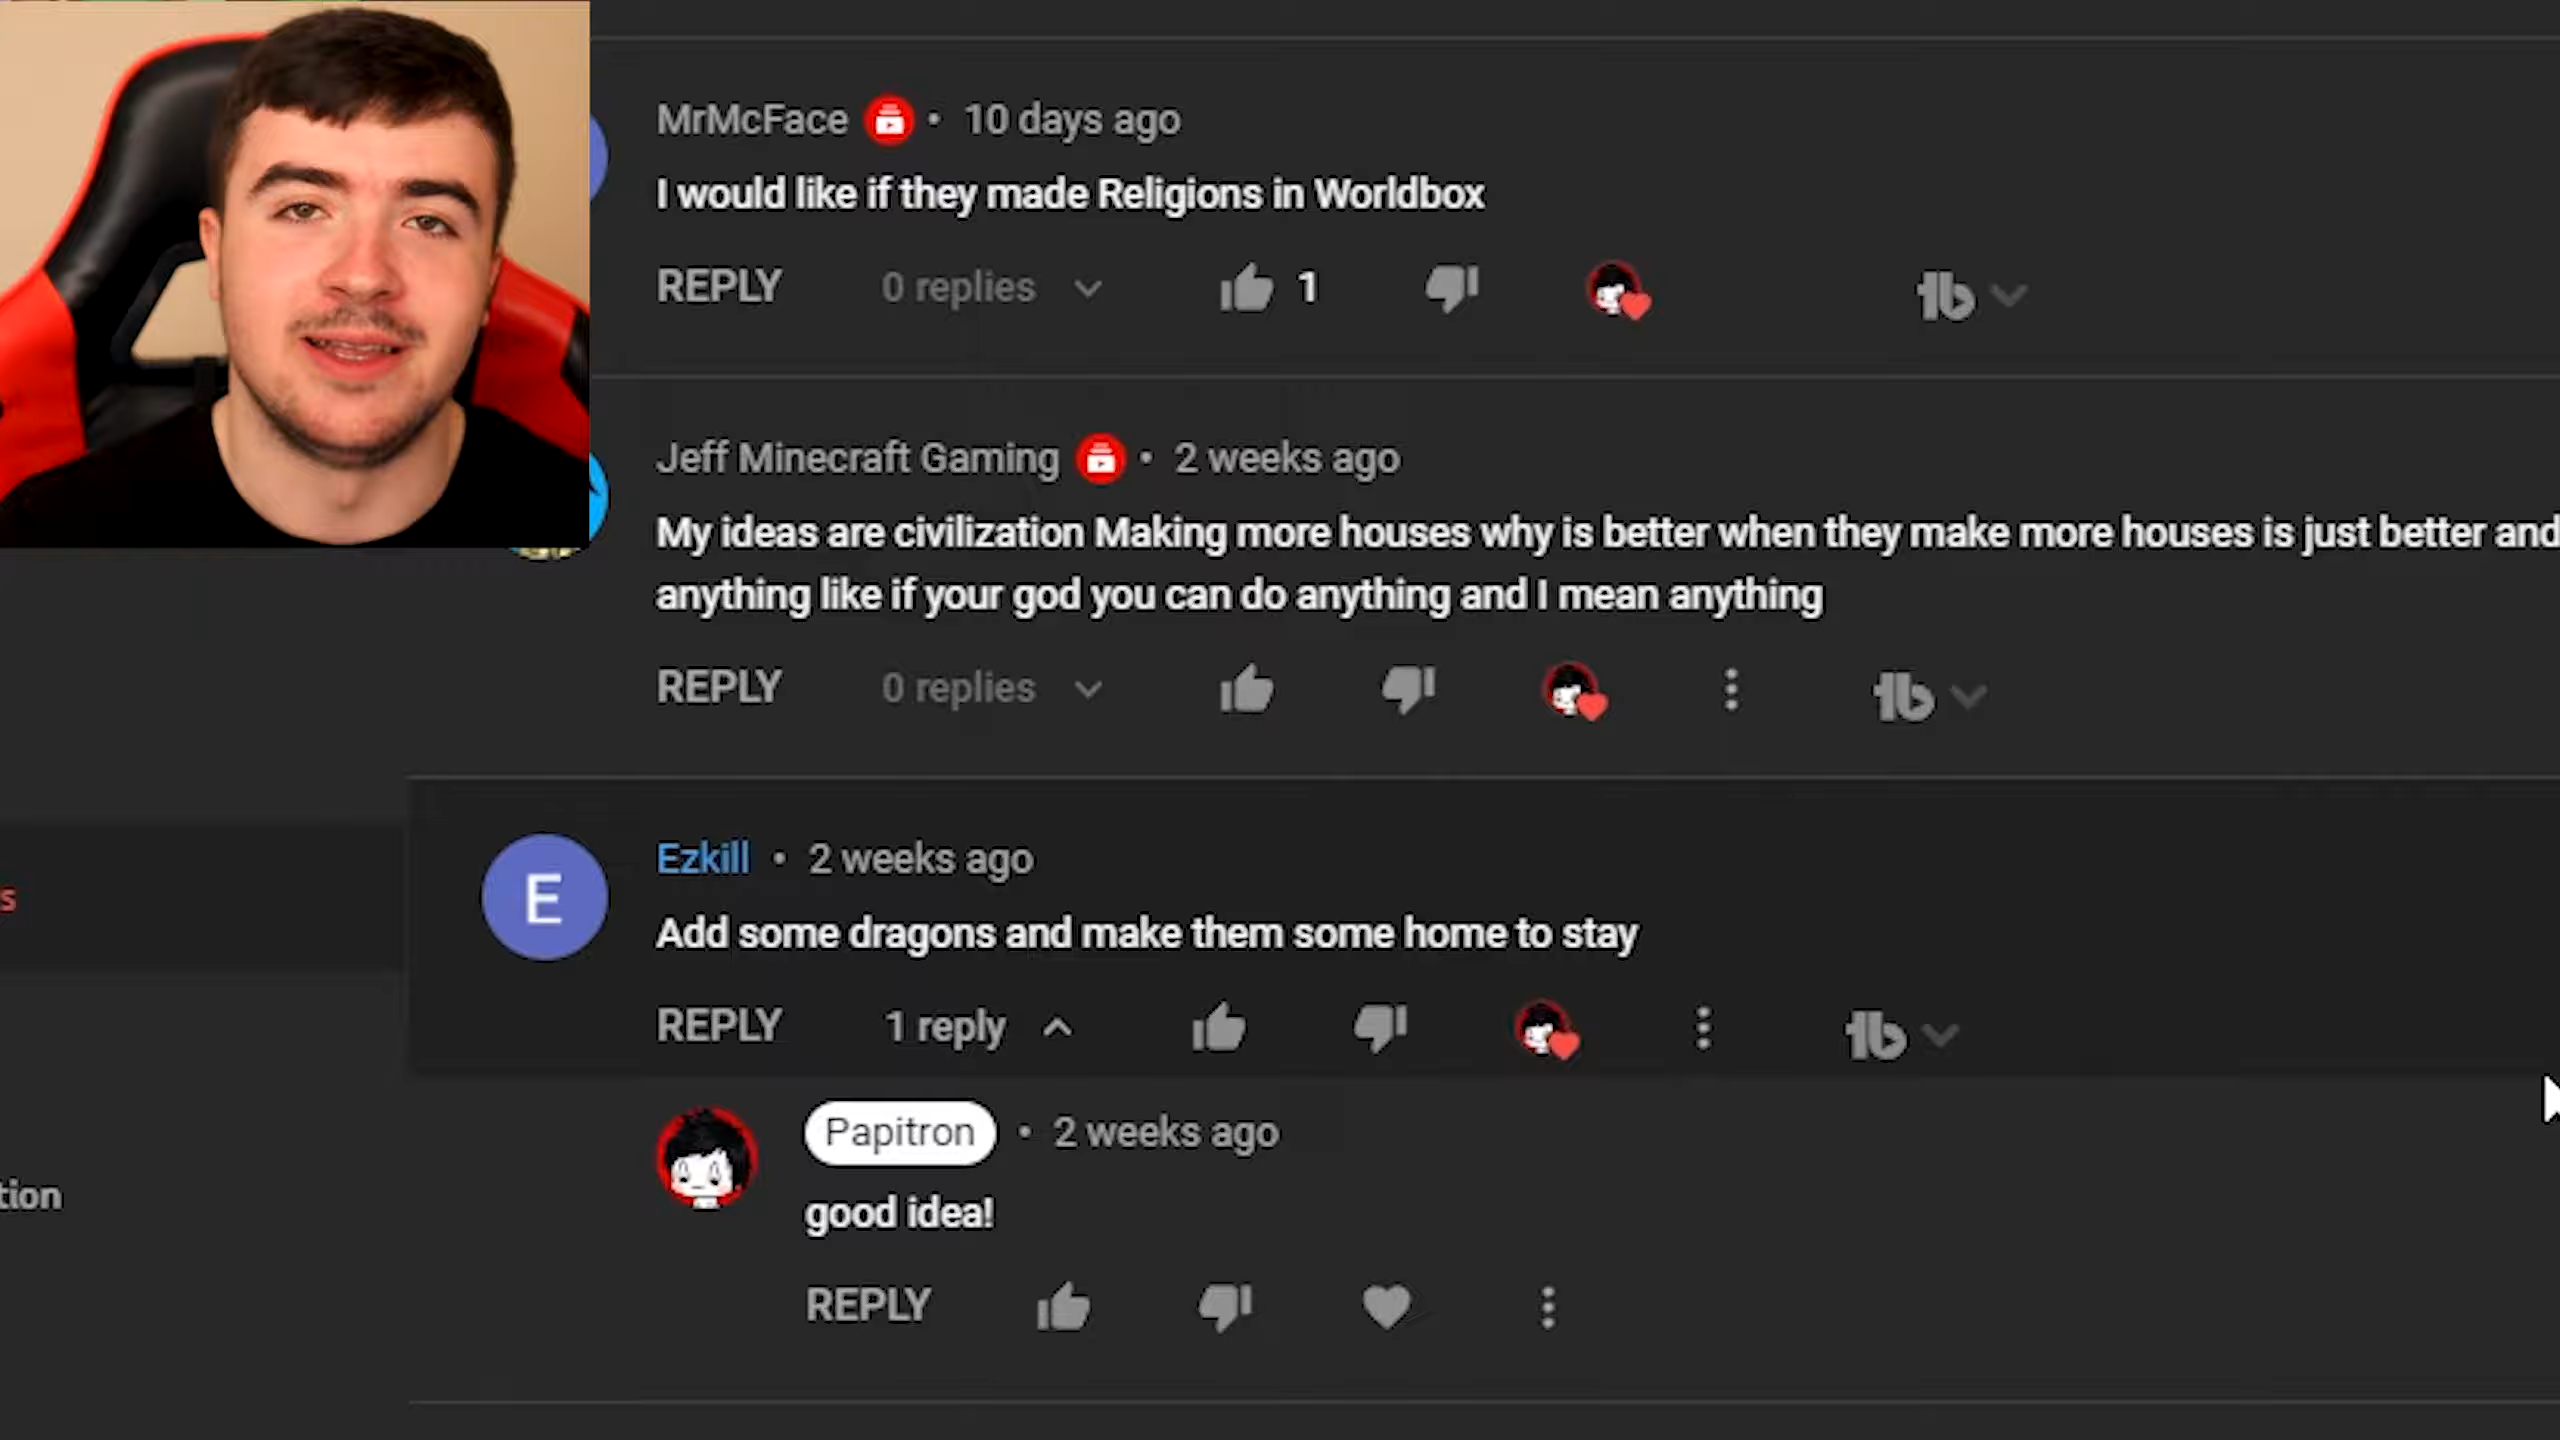 MrMcFace • 10 days ago
I would like if they made Religions in Worldbox
REPLY 0 replies 1
Jeff Minecraft Gaming • 2 weeks ago
My ideas are civilization Making more houses why is better when they make more houses is just better and
anything like if your god you can do anything and I mean anything
REPLY 0 replies
E
Ezkill • 2 weeks ago
s
Add some dragons and make them some home to stay
REPLY 1 reply
Papitron • 2 weeks ago
tion
good idea!
REPLY